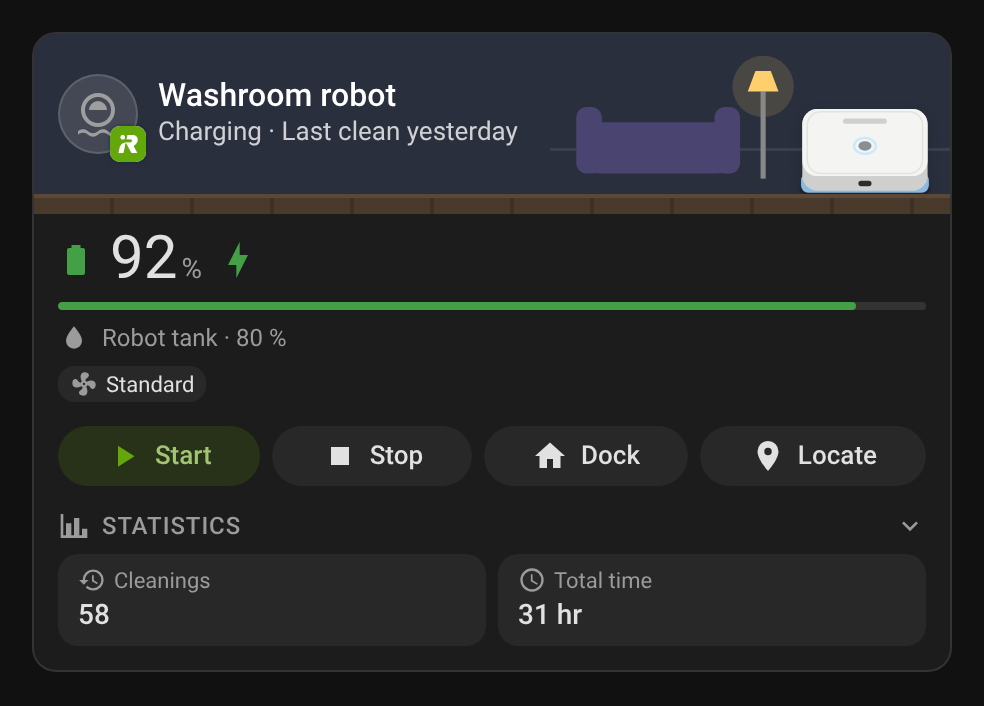 Washroom robot
Charging · Last clean yesterday
92 %
Robot tank · 80 %
Standard
Start Stop Dock Locate
STATISTICS
Cleanings Total time
58 31 hr